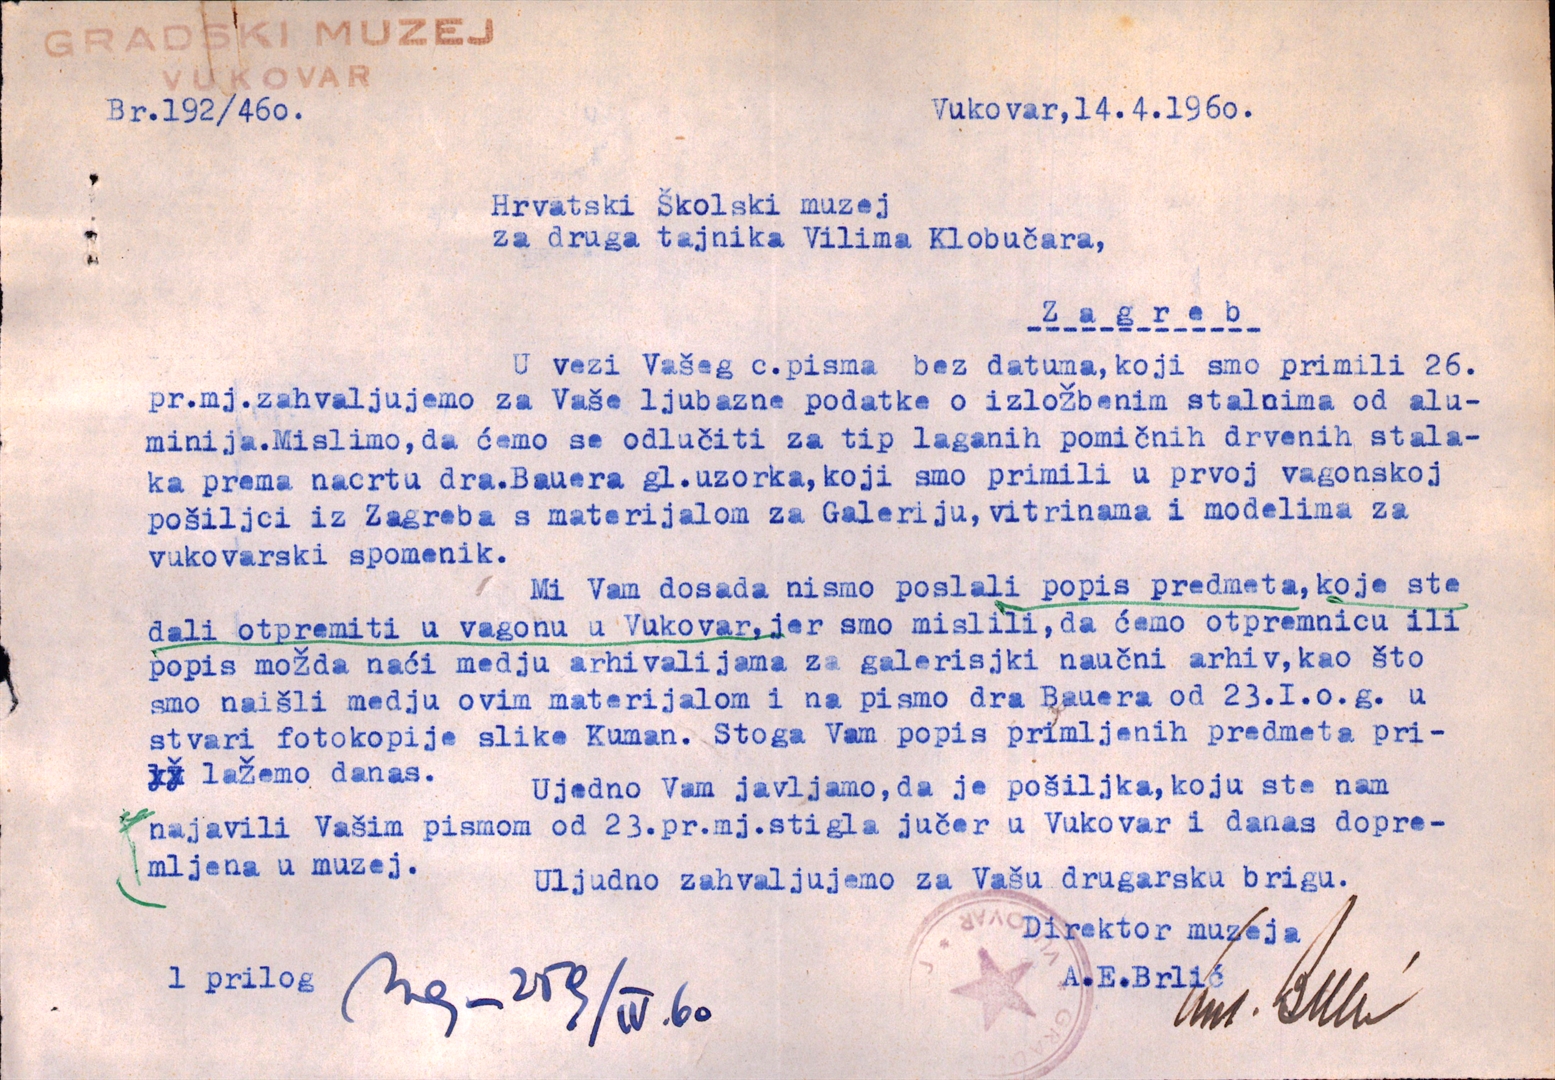 GRADSKI MUZEJ
VUKOVAR
Br.192/46o.
Vukovar,14.4.196o.
Hrvatski Školski muzej
za druga tajnika Vilima Klobučara,
Z a g r e b
U vezi Vašeg c.pisma bez datuma,koji smo primili 26.
pr.mj.zahvaljujemo za Vaše ljubazne podatke o izložbenim stalnima od alu-
minija.Mislimo,da ćemo se odlučiti za tip laganih pomičnih drvenih stala-
ka prema nacrtu dra.Bauera gl.uzorka,koji smo primili u prvoj vagonskoj
pošiljci iz Zagreba s materijalom za Galeriju,vitrinama i modelima za
vukovarski spomenik.
Mi Vam dosada nismo poslali popis predmeta,koje ste
dali otpremiti u vagonu u Vukovar,jer smo mislili,da ćemo otpremnicu ili
popis možda naći medju arhivalijama za galerisjki naučni arhiv,kao što
smo naišli medju ovim materijalom i na pismo dra Bauera od 23.I.o.g. u
stvari fotokopije slike Kuman. Stoga Vam popis primljenih predmeta pri-
lažemo danas.
Ujedno Vam javljamo,da je pošiljka,koju ste nam
najavili Vašim pismom od 23.pr.mj.stigla jučer u Vukovar i danas dopre-
mljena u muzej.
Uljudno zahvaljujemo za Vašu drugarsku brigu.
Direktor muzeja
A.E.Brlić
1 prilog
259/IV.60
VUKOVAR